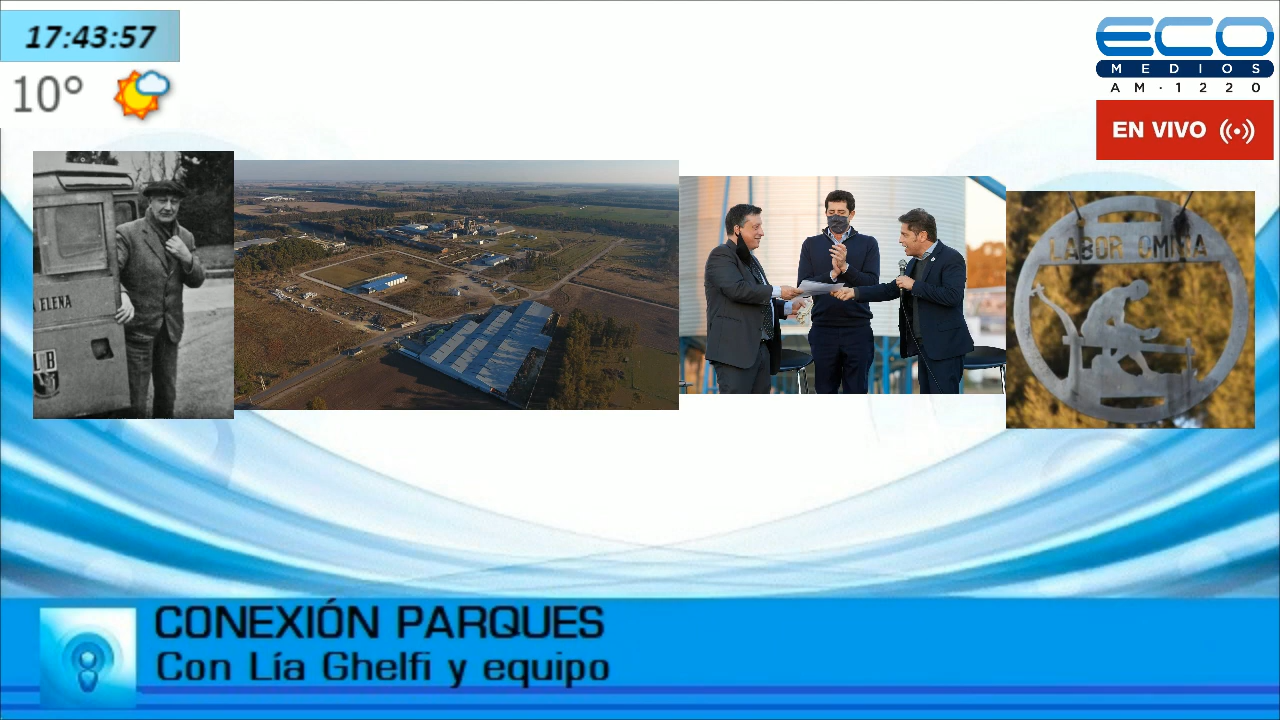 17:43:57
10°
ECO
MEDIOS
AM·1220
EN VIVO
ELENA
LABOR OMNIA
CONEXIÓN PARQUES
Con Lía Ghelfi y equipo